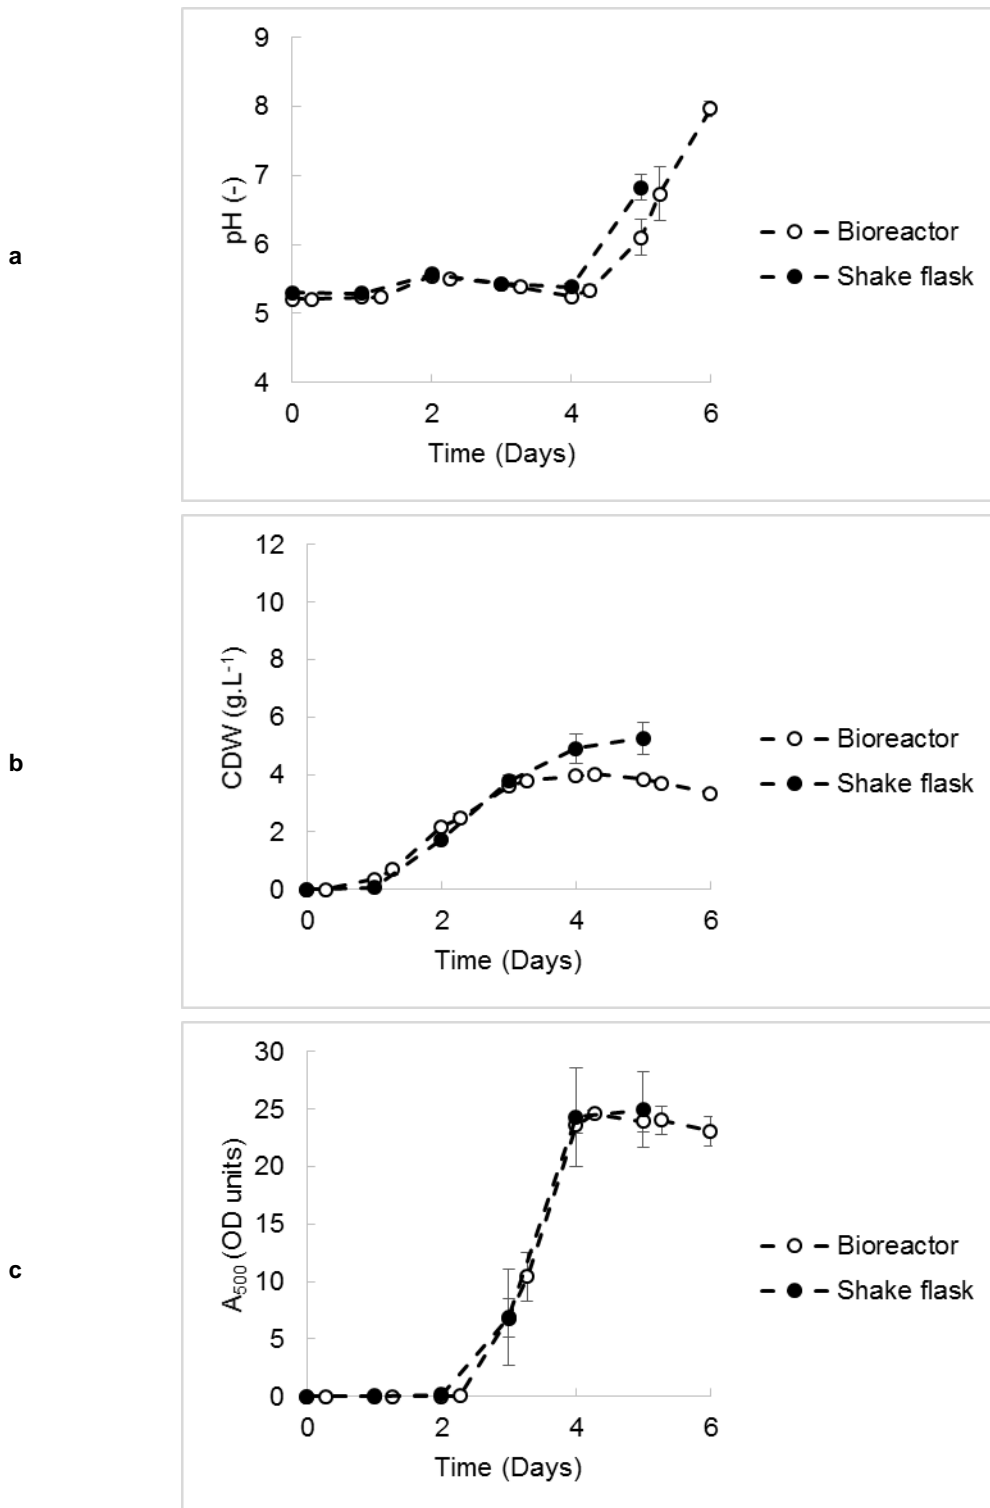 a
9
8
7
6
5
4
pH (-)
0 2 4 6
Time (Days)
Bioreactor
Shake flask
b
12
10
8
6
4
2
0
CDW (g.L⁻¹)
0 2 4 6
Time (Days)
Bioreactor
Shake flask
c
30
25
20
15
10
5
0
A₅₀₀ (OD units)
0 2 4 6
Time (Days)
Bioreactor
Shake flask